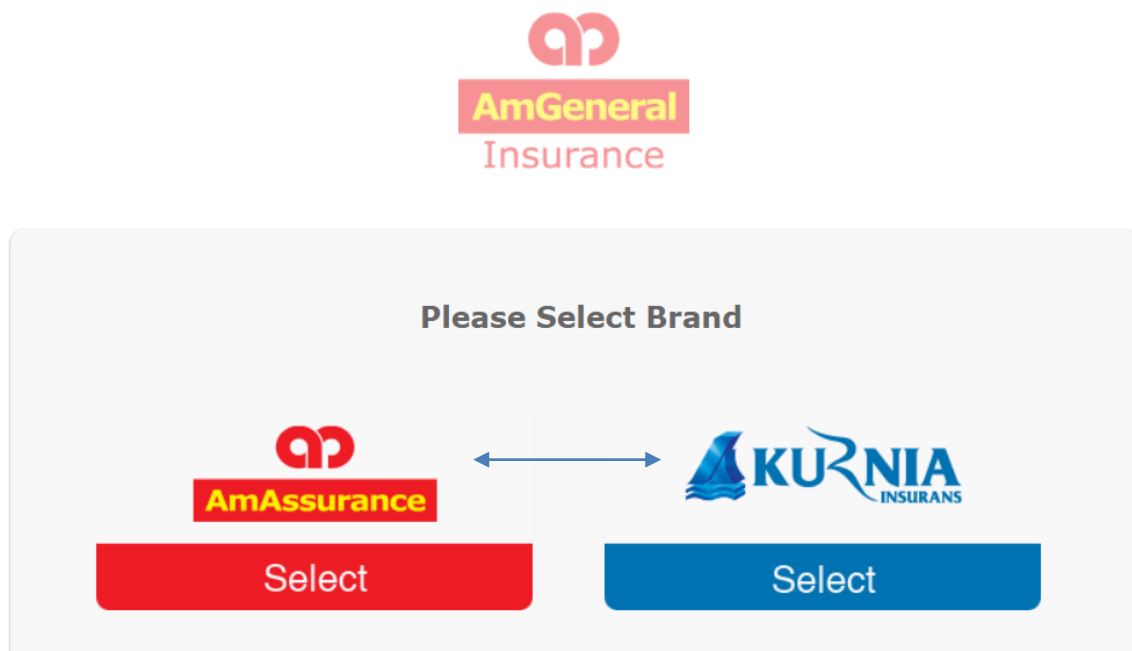 AmGeneral
Insurance
Please Select Brand
AmAssurance
KURNIA
INSURANS
Select
Select